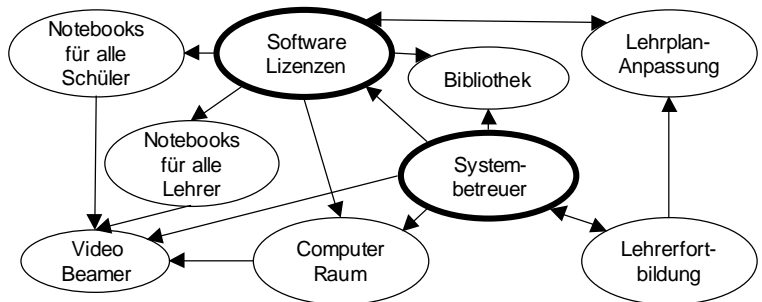 Notebooks
für alle
Schüler
Software
Lizenzen
Lehrplan-
Anpassung
Bibliothek
Notebooks
für alle
Lehrer
System-
betreuer
Video
Beamer
Computer
Raum
Lehrerfort-
bildung